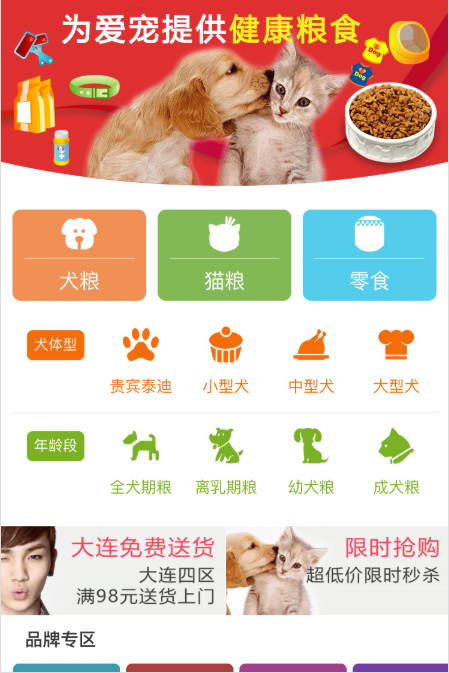 为爱宠提供健康粮食
Dog
Dog
犬粮
猫粮
零食
犬体型
贵宾泰迪
小型犬
中型犬
大型犬
年龄段
全犬期粮
离乳期粮
幼犬粮
成犬粮
大连免费送货
大连四区
满98元送货上门
限时抢购
超低价限时秒杀
品牌专区